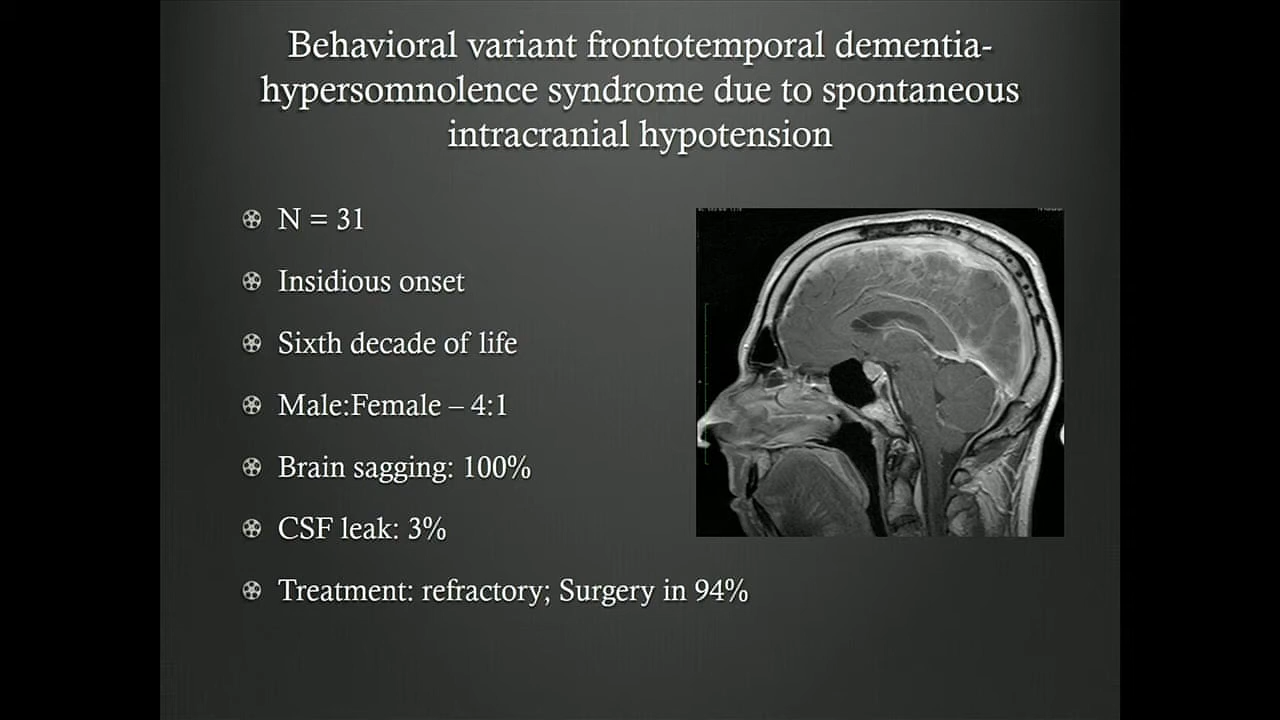 Behavioral variant frontotemporal dementia-
hypersomnolence syndrome due to spontaneous
intracranial hypotension
N = 31
Insidious onset
Sixth decade of life
Male:Female – 4:1
Brain sagging: 100%
CSF leak: 3%
Treatment: refractory; Surgery in 94%